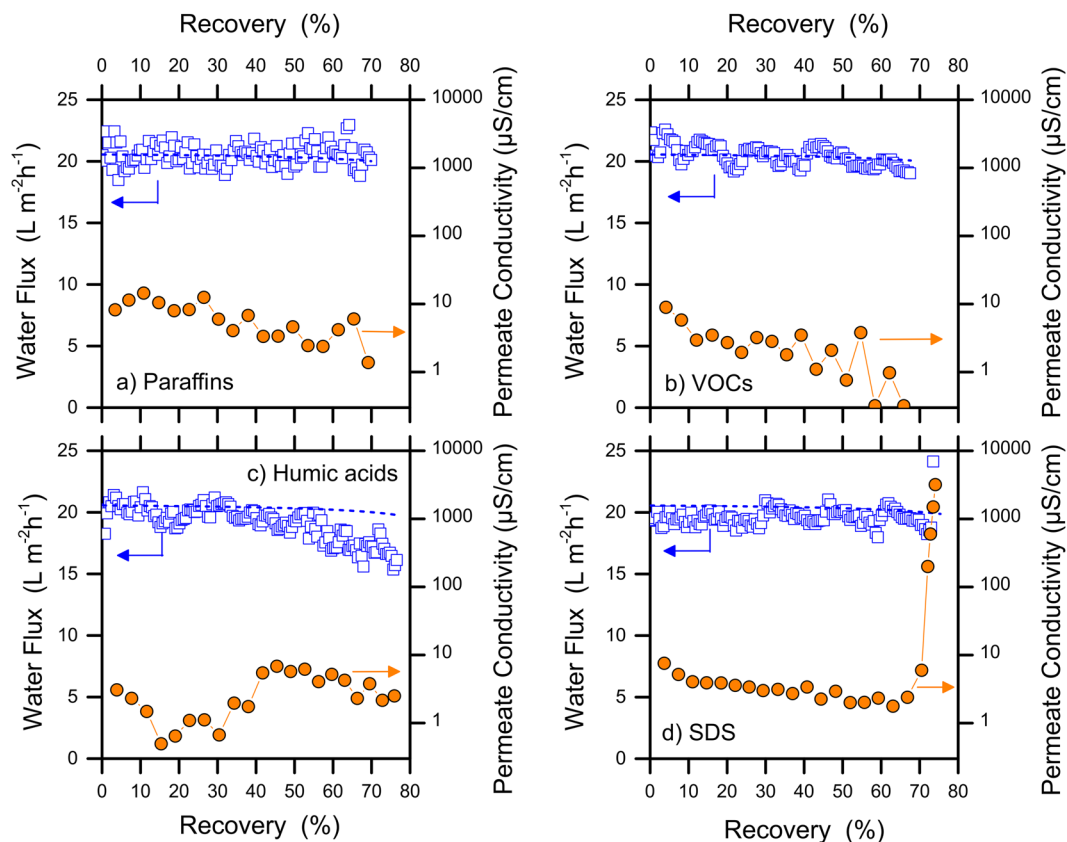 Recovery (%)
0 10 20 30 40 50 60 70 80
Recovery (%)
0 10 20 30 40 50 60 70 80
Water Flux (L m-2h-1)
25
20
15
10
5
0
a) Paraffins
10000
1000
100
10
1
Permeate Conductivity (µS/cm)
Water Flux (L m-2h-1)
25
20
15
10
5
0
b) VOCs
10000
1000
100
10
1
Permeate Conductivity (µS/cm)
Water Flux (L m-2h-1)
25
20
15
10
5
0
c) Humic acids
10000
1000
100
10
1
Permeate Conductivity (µS/cm)
0 10 20 30 40 50 60 70 80
Recovery (%)
Water Flux (L m-2h-1)
25
20
15
10
5
0
d) SDS
10000
1000
100
10
1
Permeate Conductivity (µS/cm)
0 10 20 30 40 50 60 70 80
Recovery (%)